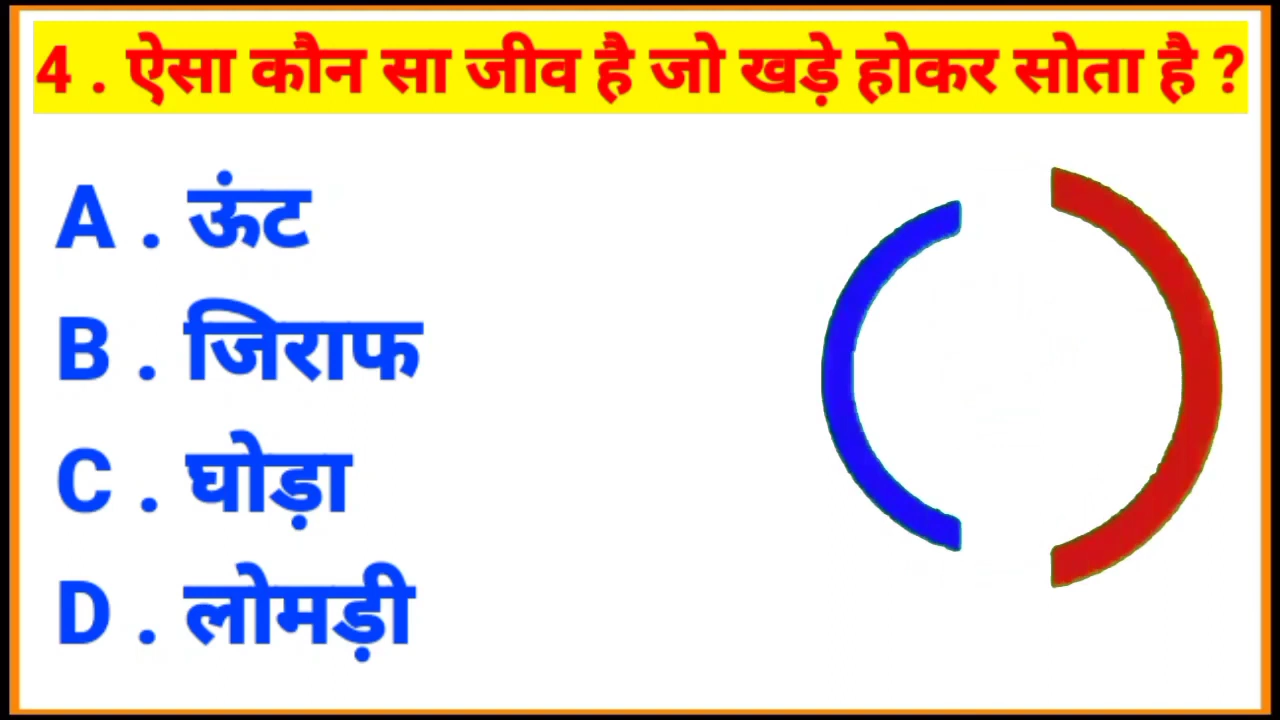 4 . ऐसा कौन सा जीव है जो खड़े होकर सोता है ?
A . ऊंट
B . जिराफ
C . घोड़ा
D . लोमड़ी